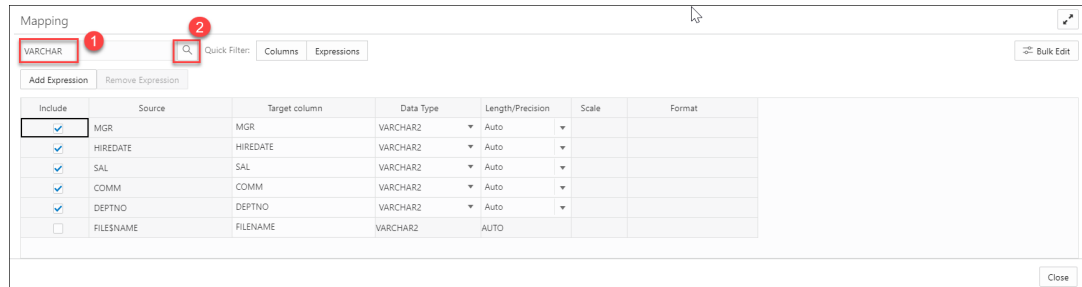 Mapping
2
VARCHAR 1 Quick Filter: Columns Expressions Bulk Edit
Add Expression Remove Expression
Include Source Target column Data Type Length/Precision Scale Format
MGR MGR VARCHAR2 Auto
HIREDATE HIREDATE VARCHAR2 Auto
SAL SAL VARCHAR2 Auto
COMM COMM VARCHAR2 Auto
DEPTNO DEPTNO VARCHAR2 Auto
FILE$NAME FILENAME VARCHAR2 AUTO
Close